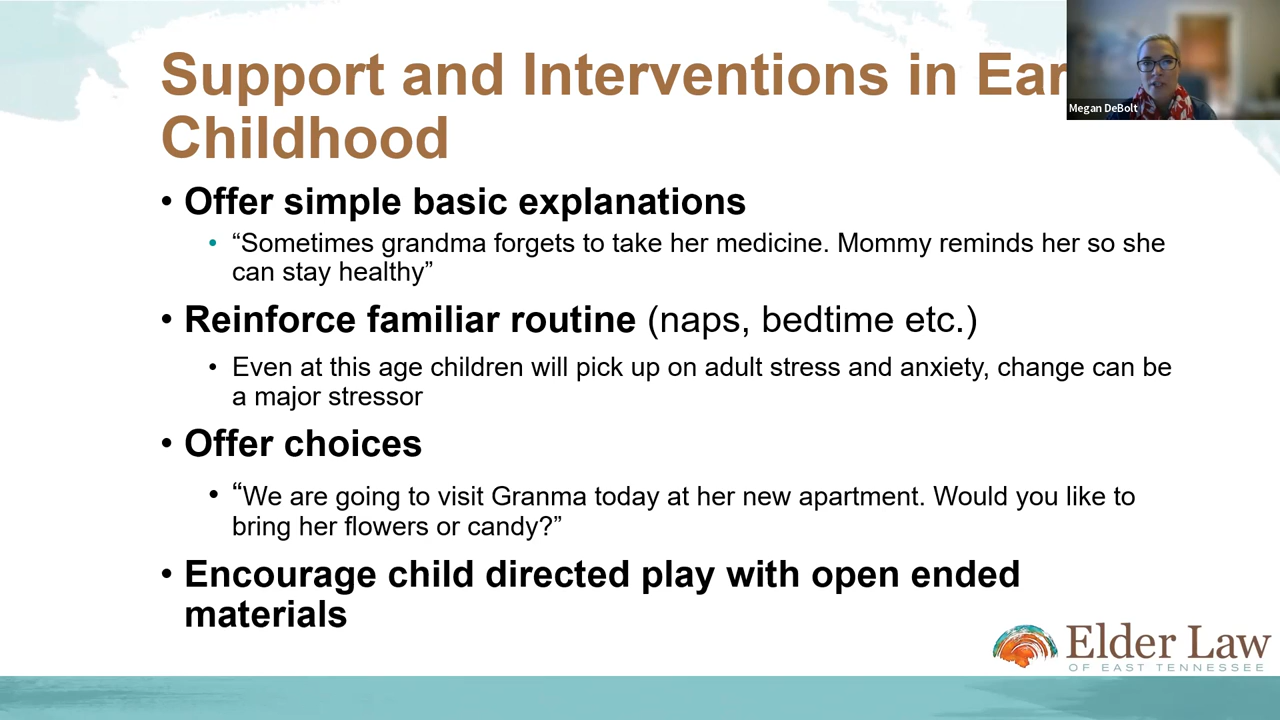 Support and Interventions in Ear
Childhood
Megan DeBolt
• Offer simple basic explanations
• “Sometimes grandma forgets to take her medicine. Mommy reminds her so she
can stay healthy”
• Reinforce familiar routine (naps, bedtime etc.)
• Even at this age children will pick up on adult stress and anxiety, change can be
a major stressor
• Offer choices
• “We are going to visit Granma today at her new apartment. Would you like to
bring her flowers or candy?”
• Encourage child directed play with open ended
materials
Elder Law
OF EAST TENNESSEE